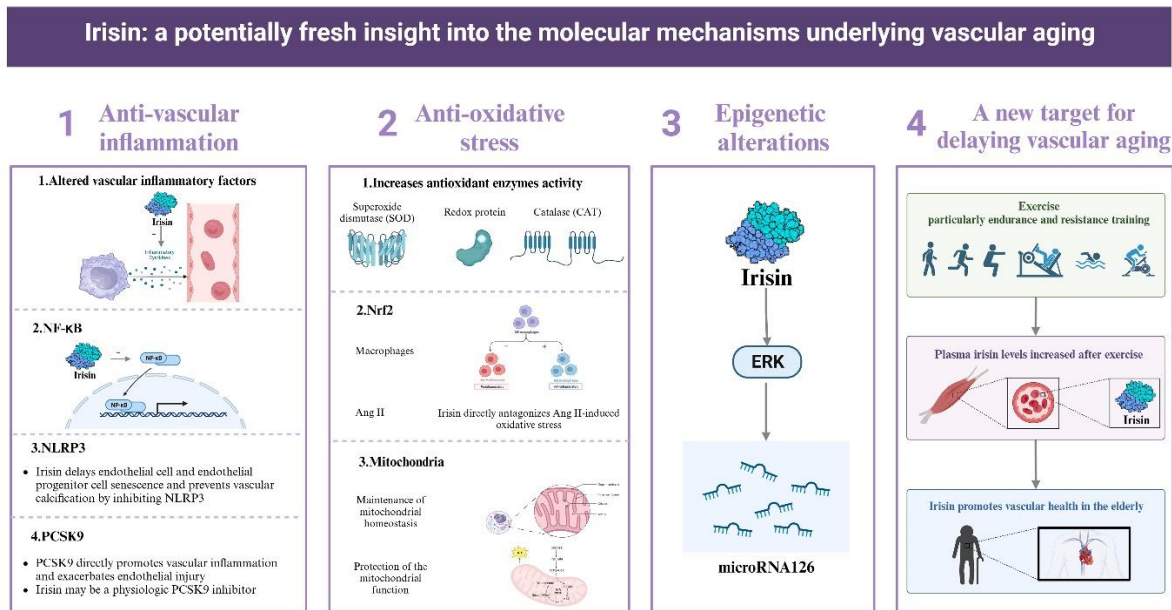 Irisin: a potentially fresh insight into the molecular mechanisms underlying vascular aging
1 Anti-vascular
inflammation
1.Altered vascular inflammatory factors
Irisin
−
Inflammatory
Cytokines
2.NF-κB
Irisin
−
NF-κB
NF-κB
3.NLRP3
• Irisin delays endothelial cell and endothelial
progenitor cell senescence and prevents vascular
calcification by inhibiting NLRP3
4.PCSK9
• PCSK9 directly promotes vascular inflammation
and exacerbates endothelial injury
• Irisin may be a physiologic PCSK9 inhibitor
2 Anti-oxidative
stress
1.Increases antioxidant enzymes activity
Superoxide
dismutase (SOD)
Redox protein
Catalase (CAT)
2.Nrf2
Macrophages
− +
Ang II
Irisin directly antagonizes Ang II-induced
oxidative stress
3.Mitochondria
Maintenance of
mitochondrial
homeostasis
Protection of the
mitochondrial
function
3 Epigenetic
alterations
Irisin
ERK
microRNA126
4 A new target for
delaying vascular aging
Exercise
particularly endurance and resistance training
Plasma irisin levels increased after exercise
Irisin
Irisin promotes vascular health in the elderly